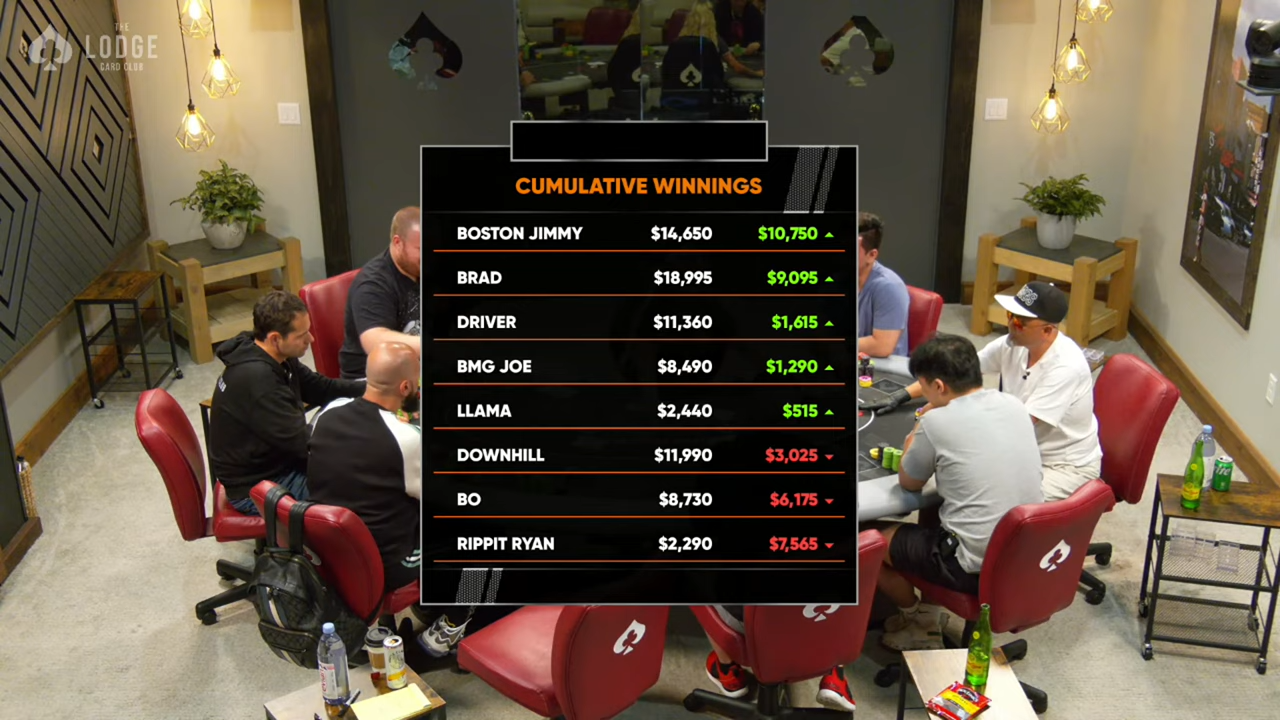 THE
LODGE
CARD CLUB
CUMULATIVE WINNINGS
BOSTON JIMMY $14,650 $10,750
BRAD $18,995 $9,095
DRIVER $11,360 $1,615
BMG JOE $8,490 $1,290
LLAMA $2,440 $515
DOWNHILL $11,990 $3,025
BO $8,730 $6,175
RIPPIT RYAN $2,290 $7,565